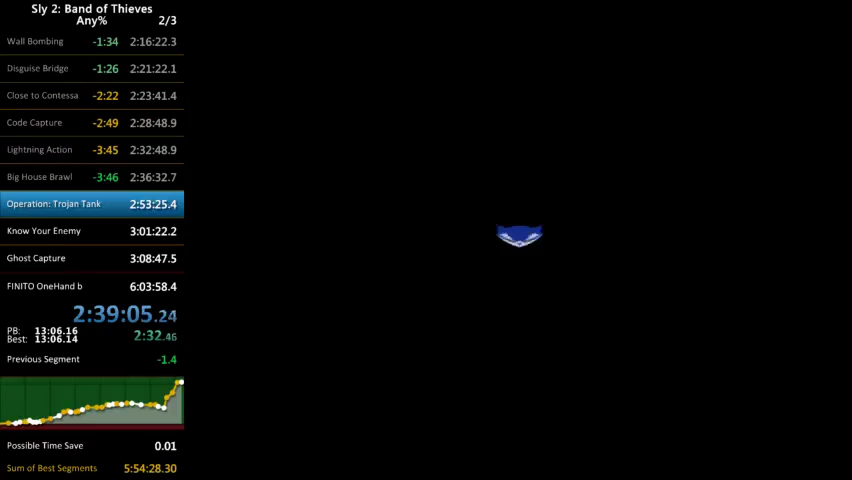 Sly 2: Band of Thieves
Any% 2/3
Wall Bombing -1:34 2:16:22.3
Disguise Bridge -1:26 2:21:22.1
Close to Contessa -2:22 2:23:41.4
Code Capture -2:49 2:28:48.9
Lightning Action -3:45 2:32:48.9
Big House Brawl -3:46 2:36:32.7
Operation: Trojan Tank 2:53:25.4
Know Your Enemy 3:01:22.2
Ghost Capture 3:08:47.5
FINITO OneHand b 6:03:58.4
2:39:05.24
PB: 13:06.16
Best: 13:06.14 2:32.46
Previous Segment -1.4
Possible Time Save 0.01
Sum of Best Segments 5:54:28.30